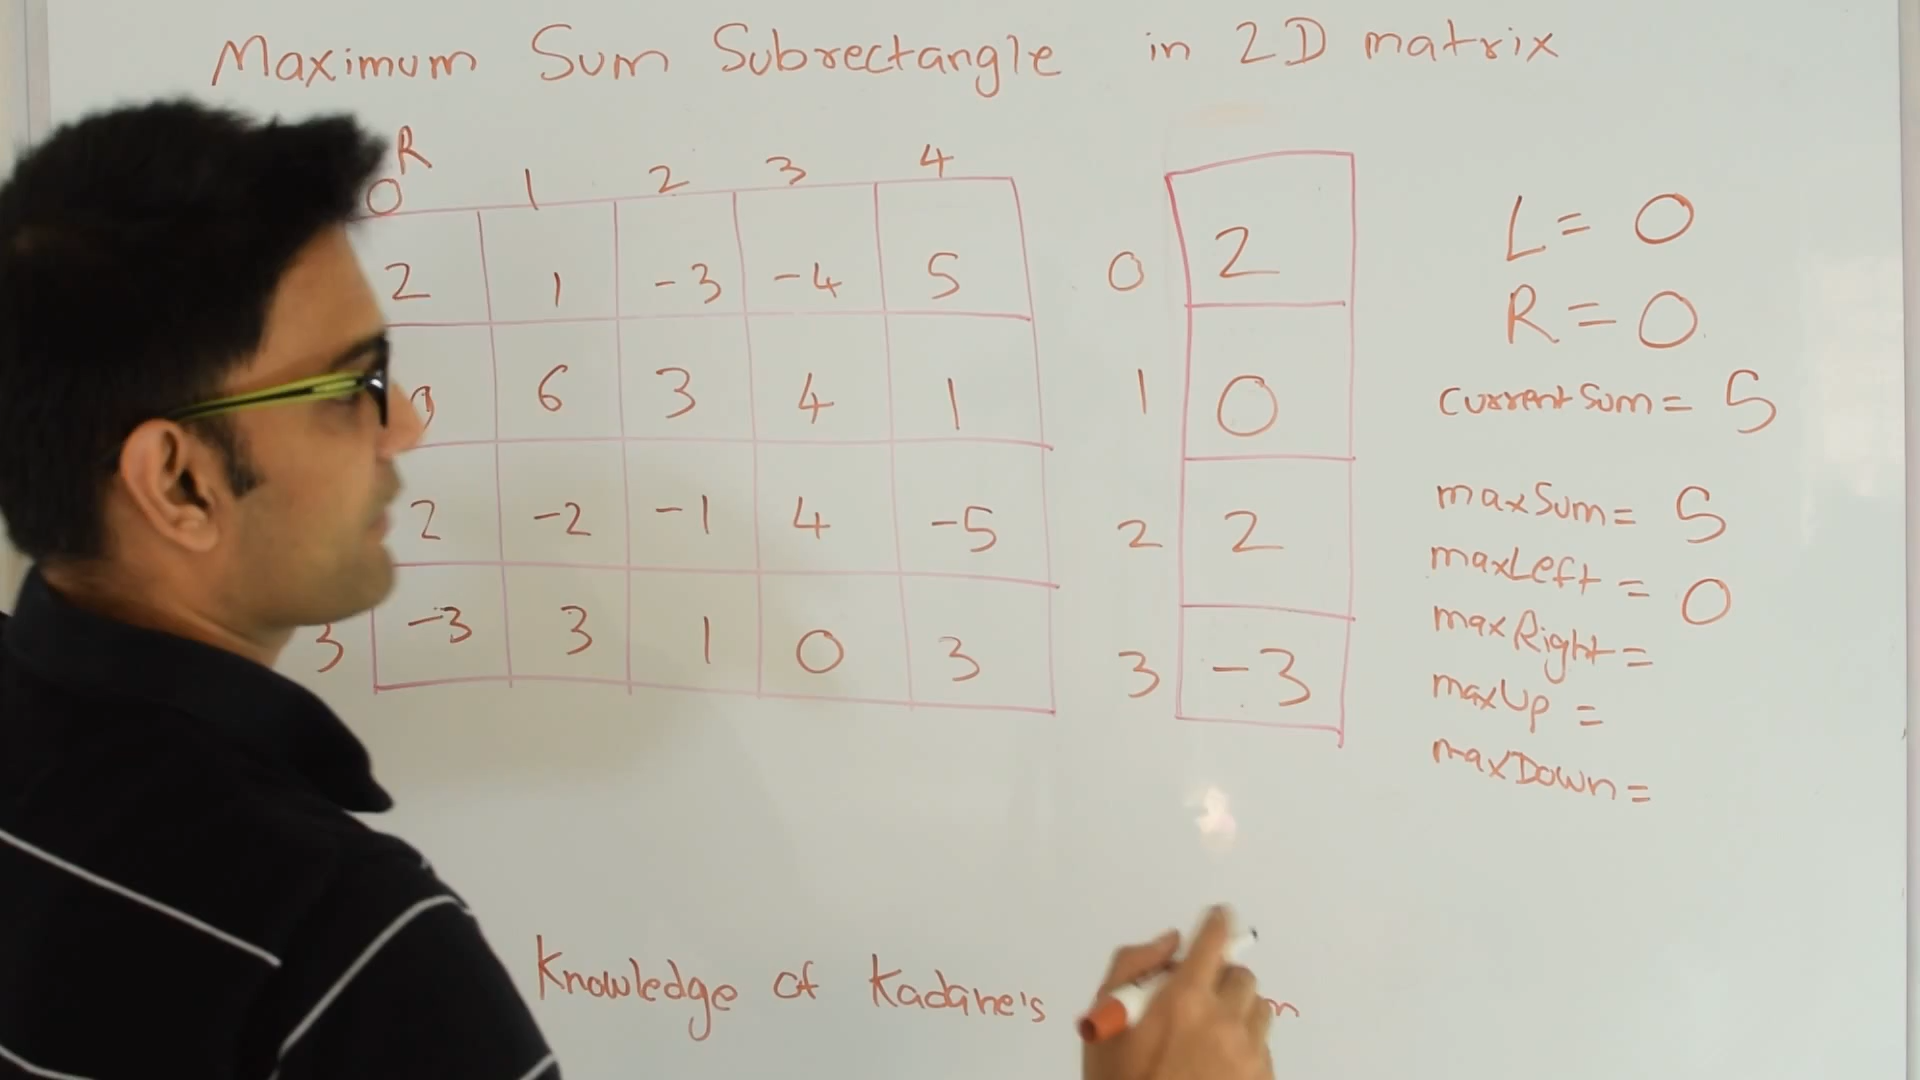 Maximum Sum Subrectangle in 2D matrix
R
0 1 2 3 4
2 1 -3 -4 5
6 3 4 1
2 -2 -1 4 -5
3 -3 3 1 0 3
0 2
1 0
2 2
3 -3
L = 0
R = 0
currentSum = 5
maxSum = 5
maxLeft = 0
maxRight =
maxUp =
maxDown =
Knowledge of Kadane's